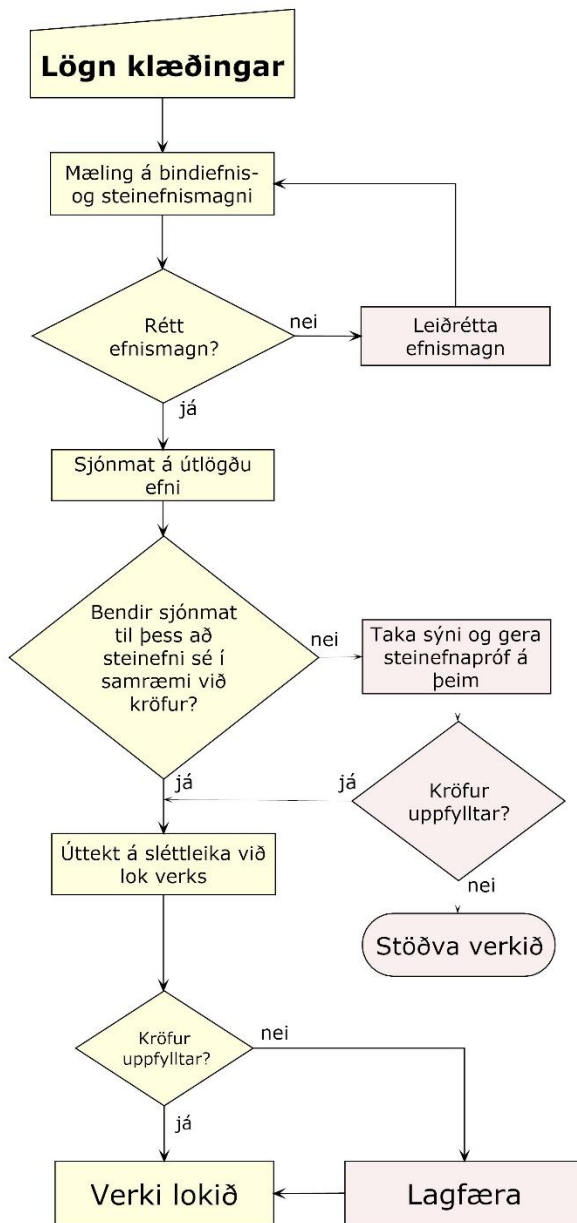 Lögn klæðingar
Mæling á bindiefnis-
og steinefnismagni
Rétt
efnismagn?
nei
Leiðrétta
efnismagn
já
Sjónmat á útlögðu
efni
Bendir sjónmat
til þess að
steinefni sé í
samræmi við
kröfur?
nei
Taka sýni og gera
steinefnapróf á
þeim
já
já
Kröfur
uppfylltar?
nei
Stöðva verkið
Úttekt á sléttleika við
lok verks
Kröfur
uppfylltar?
nei
já
Verki lokið
Lagfæra